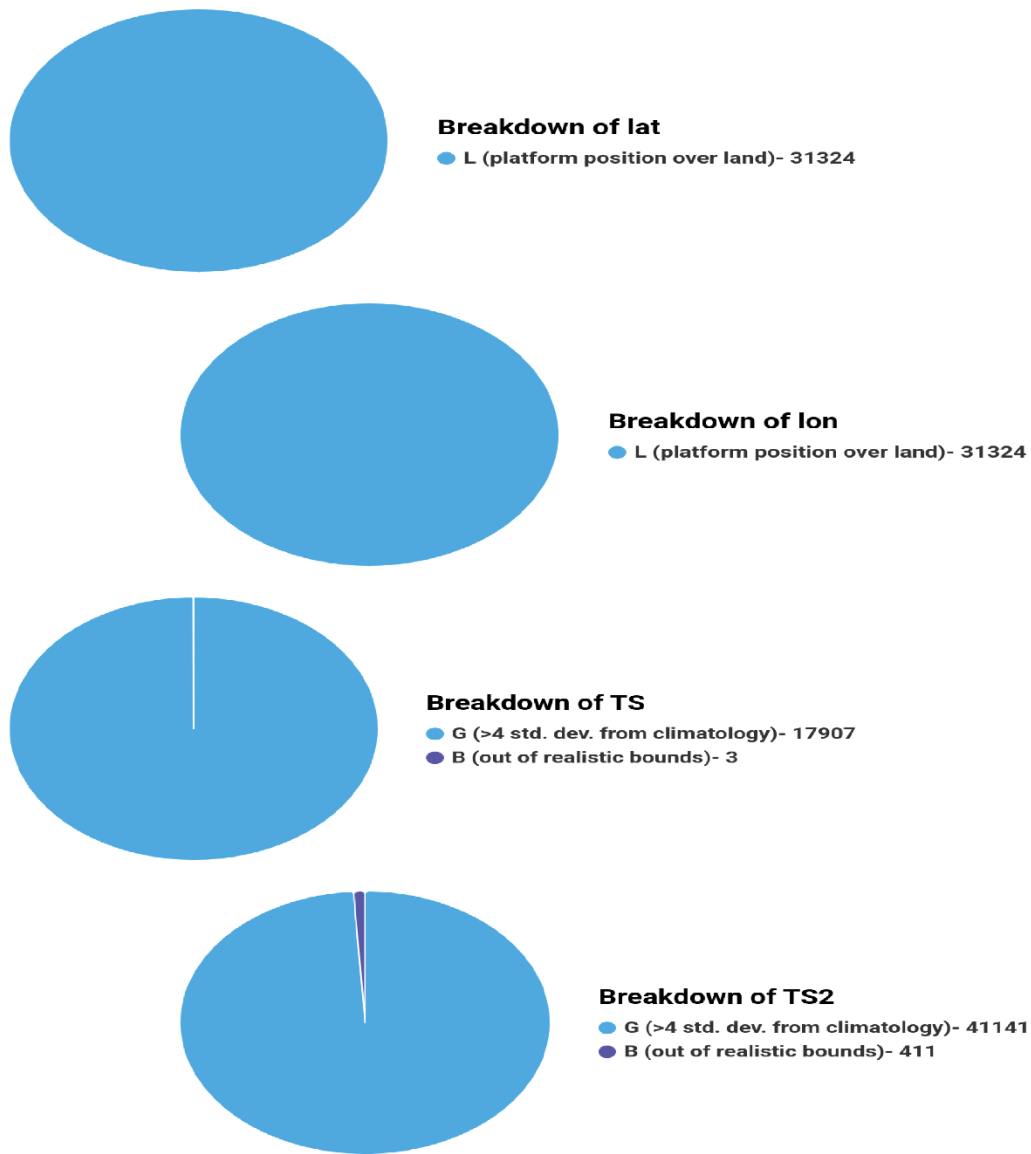 Breakdown of lat
L (platform position over land)- 31324
Breakdown of lon
L (platform position over land)- 31324
Breakdown of TS
G (>4 std. dev. from climatology)- 17907
B (out of realistic bounds)- 3
Breakdown of TS2
G (>4 std. dev. from climatology)- 41141
B (out of realistic bounds)- 411